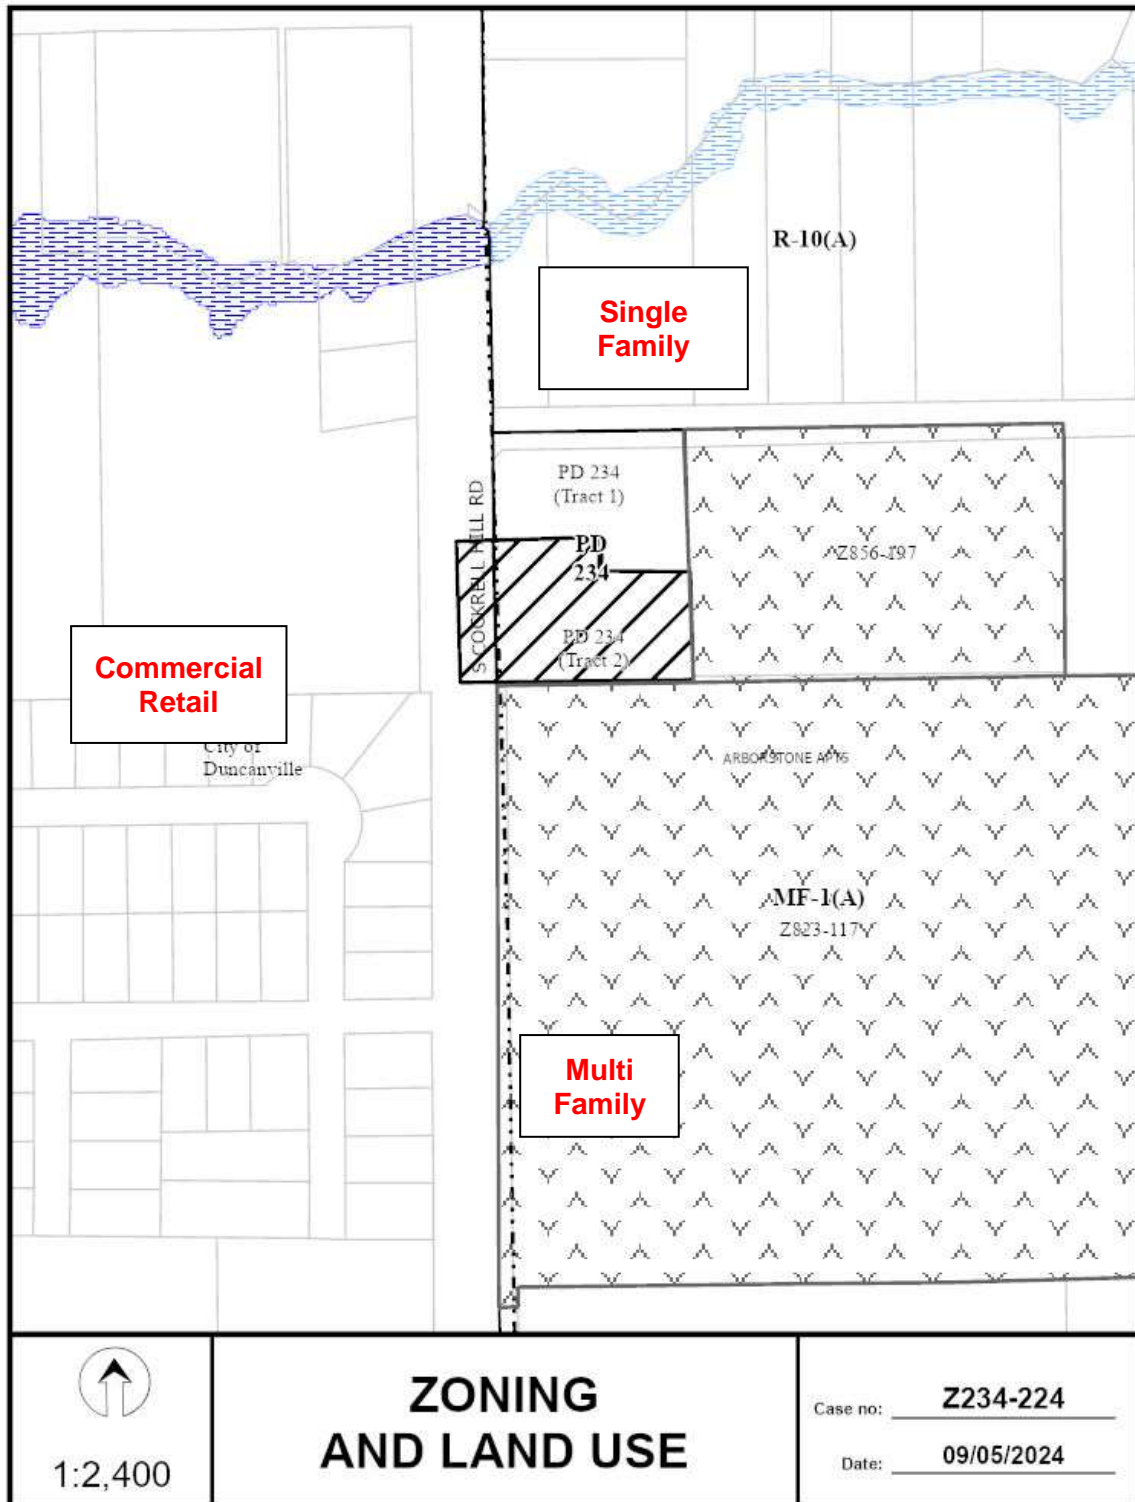 R-10(A)
Single
Family
PD 234
(Tract 1)
S COCKRELL HILL RD
PD
234
Z856-197
PD 234
(Tract 2)
Commercial
Retail
City of
Duncanville
ARBORSTONE APTS
MF-1(A)
Z823-117
Multi
Family
1:2,400
ZONING
AND LAND USE
Case no: Z234-224
Date: 09/05/2024